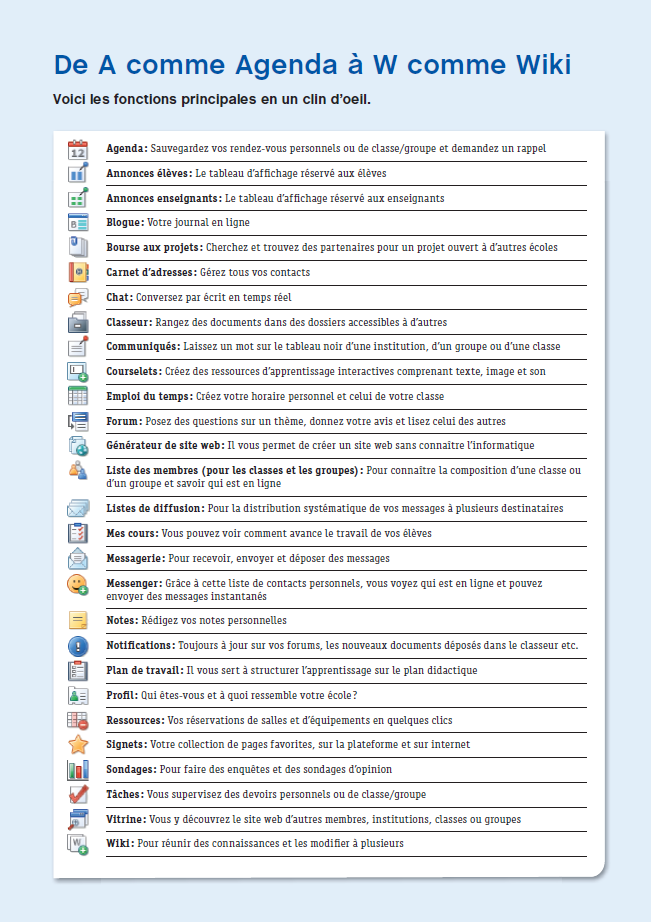 De A comme Agenda à W comme Wiki
Voici les fonctions principales en un clin d'oeil.
12
Agenda: Sauvegardez vos rendez-vous personnels ou de classe/groupe et demandez un rappel
Annonces élèves: Le tableau d'affichage réservé aux élèves
Annonces enseignants: Le tableau d'affichage réservé aux enseignants
B
Blogue: Votre journal en ligne
Bourse aux projets: Cherchez et trouvez des partenaires pour un projet ouvert à d'autres écoles
@
Carnet d'adresses: Gérez tous vos contacts
Chat: Conversez par écrit en temps réel
Classeur: Rangez des documents dans des dossiers accessibles à d'autres
Communiqués: Laissez un mot sur le tableau noir d'une institution, d'un groupe ou d'une classe
Courselets: Créez des ressources d'apprentissage interactives comprenant texte, image et son
Emploi du temps: Créez votre horaire personnel et celui de votre classe
Forum: Posez des questions sur un thème, donnez votre avis et lisez celui des autres
Générateur de site web: Il vous permet de créer un site web sans connaître l'informatique
Liste des membres (pour les classes et les groupes): Pour connaître la composition d'une classe ou
d'un groupe et savoir qui est en ligne
Listes de diffusion: Pour la distribution systématique de vos messages à plusieurs destinataires
Mes cours: Vous pouvez voir comment avance le travail de vos élèves
Messagerie: Pour recevoir, envoyer et déposer des messages
Messenger: Grâce à cette liste de contacts personnels, vous voyez qui est en ligne et pouvez
envoyer des messages instantanés
Notes: Rédigez vos notes personnelles
!
Notifications: Toujours à jour sur vos forums, les nouveaux documents déposés dans le classeur etc.
Plan de travail: Il vous sert à structurer l'apprentissage sur le plan didactique
Profil: Qui êtes-vous et à quoi ressemble votre école?
Ressources: Vos réservations de salles et d'équipements en quelques clics
Signets: Votre collection de pages favorites, sur la plateforme et sur internet
Sondages: Pour faire des enquêtes et des sondages d'opinion
Tâches: Vous supervisez des devoirs personnels ou de classe/groupe
Vitrine: Vous y découvrez le site web d'autres membres, institutions, classes ou groupes
W
Wiki: Pour réunir des connaissances et les modifier à plusieurs